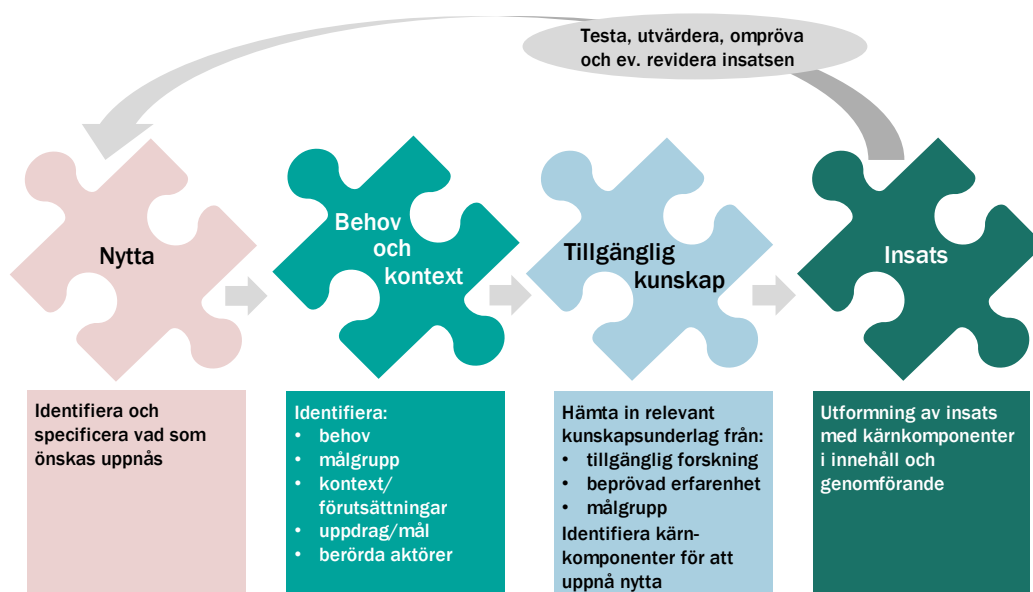 Testa, utvärdera, ompröva
och ev. revidera insatsen
Nytta
Behov
och
kontext
Tillgänglig
kunskap
Insats
Identifiera och
specificera vad som
önskas uppnås
Identifiera:
• behov
• målgrupp
• kontext/
förutsättningar
• uppdrag/mål
• berörda aktörer
Hämta in relevant
kunskapsunderlag från:
• tillgänglig forskning
• beprövad erfarenhet
• målgrupp
Identifiera kärn-
komponenter för att
uppnå nytta
Utformning av insats
med kärnkomponenter
i innehåll och
genomförande